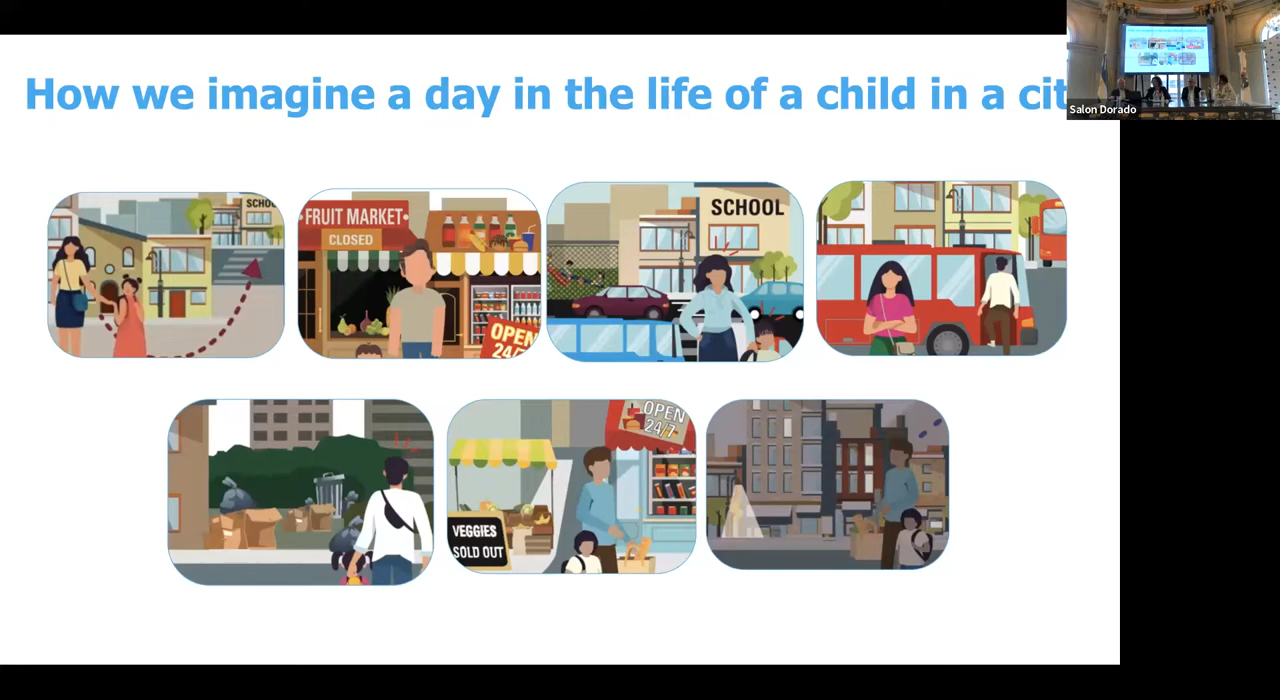 How we imagine a day in the life of a child in a cit
Salon Dorado
SCHOO
FRUIT MARKET
CLOSED
OPEN
24/7
SCHOOL
VEGGIES
SOLD OUT
OPEN
24/7